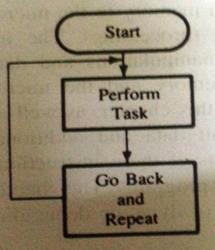 Start
Perform
Task
Go Back
and
Repeat